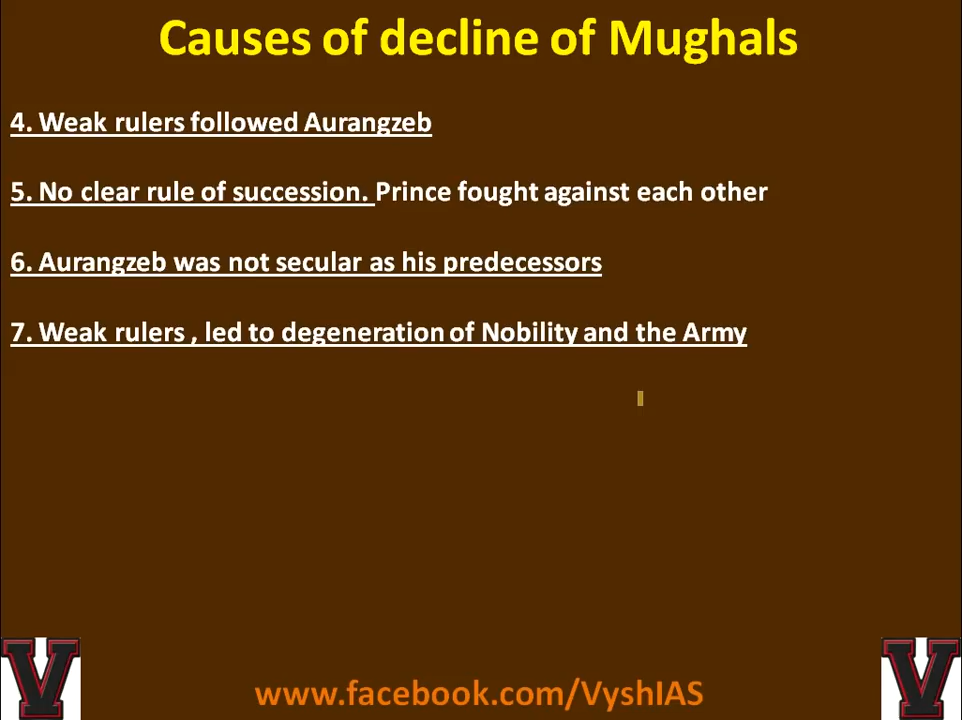 Causes of decline of Mughals
4. Weak rulers followed Aurangzeb
5. No clear rule of succession. Prince fought against each other
6. Aurangzeb was not secular as his predecessors
7. Weak rulers , led to degeneration of Nobility and the Army
V
www.facebook.com/VyshIAS
V